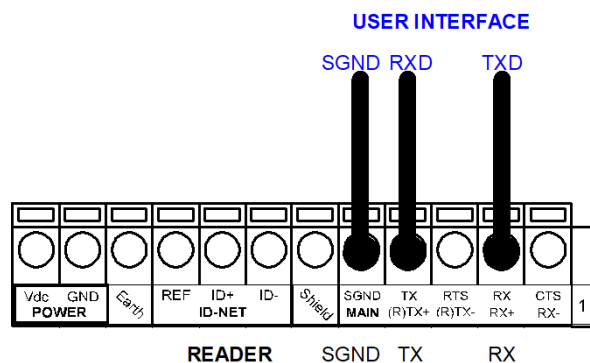 USER INTERFACE
SGND RXD TXD
Vdc GND Earth REF ID+ ID- Shield SGND TX RTS RX CTS 1
POWER ID-NET MAIN (R)TX+ (R)TX- RX+ RX-
READER SGND TX RX